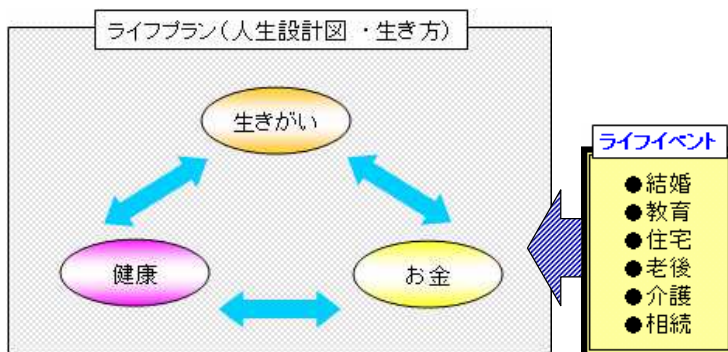 ライフプラン(人生設計図 ・生き方)
生きがい
健康
お金
ライフイベント
●結婚
●教育
●住宅
●老後
●介護
●相続